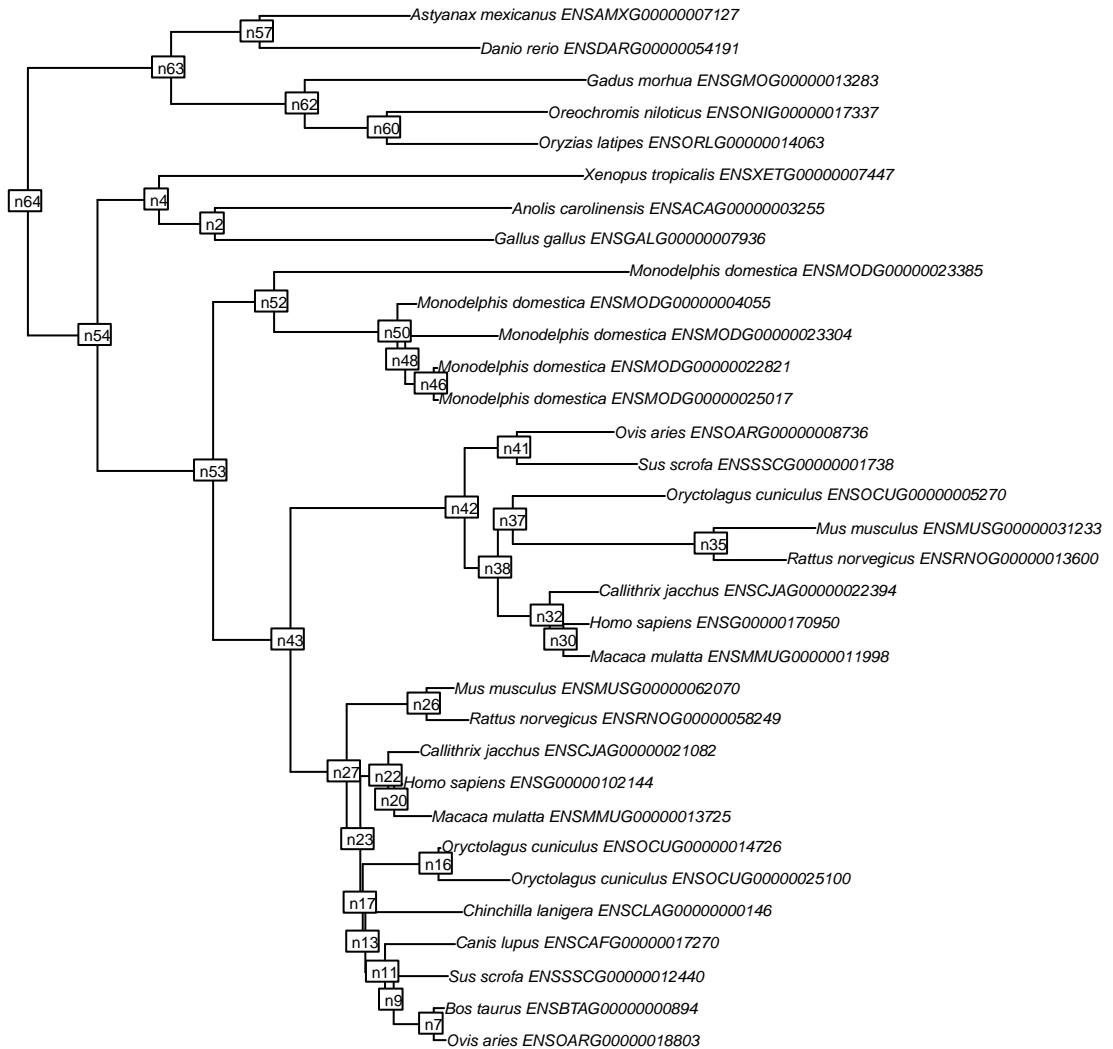 Astyanax mexicanus ENSAMXG00000007127
n57
Danio rerio ENSDARG00000054191
n63
Gadus morhua ENSGMOG00000013283
n62
Oreochromis niloticus ENSONIG00000017337
n60
Oryzias latipes ENSORLG00000014063
Xenopus tropicalis ENSXETG00000007447
n64
n4
Anolis carolinensis ENSACAG00000003255
n2
Gallus gallus ENSGALG00000007936
Monodelphis domestica ENSMODG00000023385
n52
Monodelphis domestica ENSMODG00000004055
n54
n50
Monodelphis domestica ENSMODG00000023304
n48
Monodelphis domestica ENSMODG00000022821
n46
Monodelphis domestica ENSMODG00000025017
Ovis aries ENSOARG00000008736
n41
Sus scrofa ENSSSCG00000001738
n53
Oryctolagus cuniculus ENSOCUG00000005270
n42
n37
Mus musculus ENSMUSG00000031233
n35
Rattus norvegicus ENSRNOG00000013600
n38
Callithrix jacchus ENSCJAG00000022394
n32
Homo sapiens ENSG00000170950
n43
n30
Macaca mulatta ENSMMUG00000011998
Mus musculus ENSMUSG00000062070
n26
Rattus norvegicus ENSRNOG00000058249
Callithrix jacchus ENSCJAG00000021082
n27
n22
Homo sapiens ENSG00000102144
n20
Macaca mulatta ENSMMUG00000013725
n23
Oryctolagus cuniculus ENSOCUG00000014726
n16
Oryctolagus cuniculus ENSOCUG00000025100
n17
Chinchilla lanigera ENSCLAG00000000146
n13
Canis lupus ENSCAFG00000017270
n11
Sus scrofa ENSSSCG00000012440
n9
Bos taurus ENSBTAG00000000894
n7
Ovis aries ENSOARG00000018803